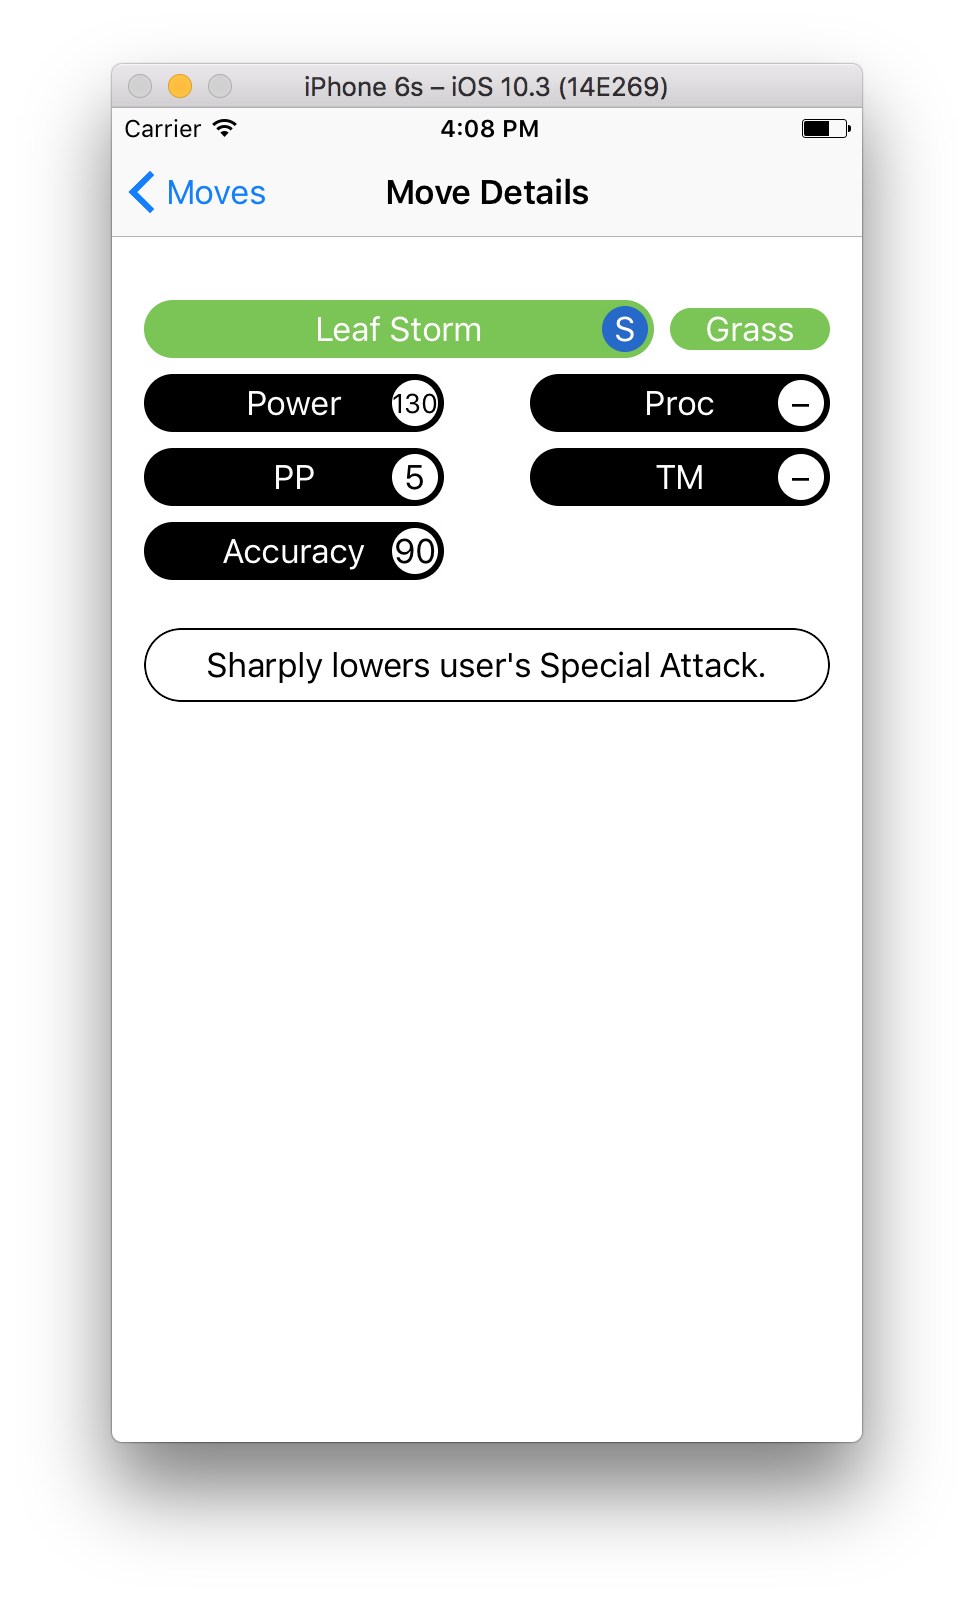 iPhone 6s – iOS 10.3 (14E269)
Carrier 4:08 PM
Moves Move Details
Leaf Storm S Grass
Power 130 Proc –
PP 5 TM –
Accuracy 90
Sharply lowers user's Special Attack.